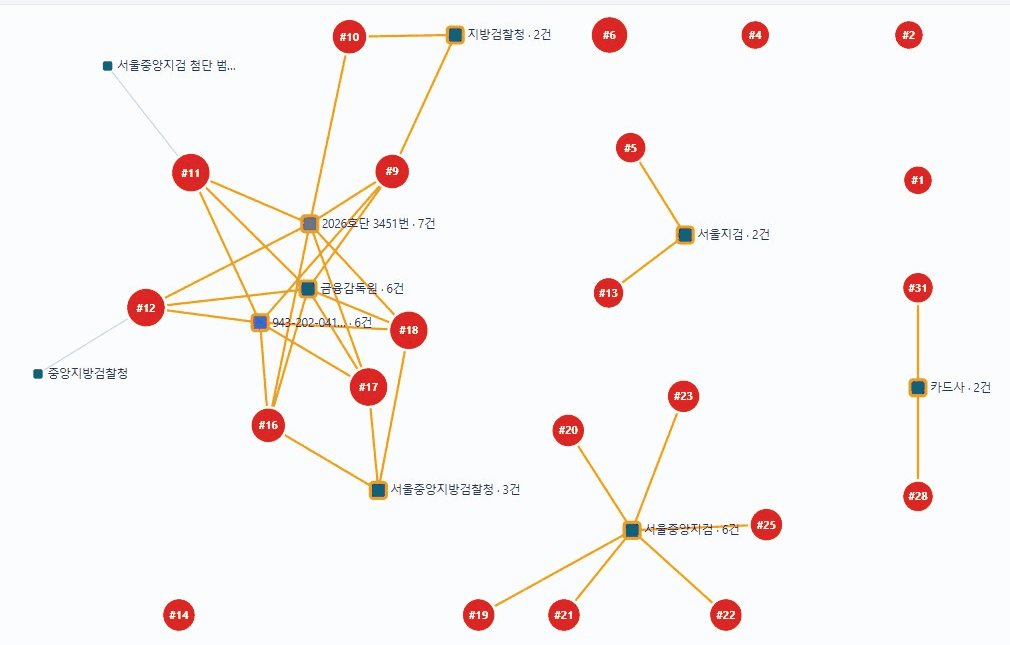 #10
지방검찰청 · 2건
#6
#4
#2
서울중앙지검 첨단 범...
#5
#11
#9
#1
2026호단 3451번 · 7건
서울지검 · 2건
금융감독원 · 6건
#13
#31
#12
943-202-041... · 6건
#18
중앙지방검찰청
#17
카드사 · 2건
#23
#16
#20
서울중앙지방검찰청 · 3건
#28
서울중앙지검 · 6건
#25
#14
#19
#21
#22